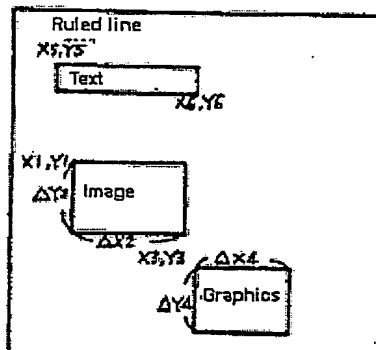 Ruled line
X5,Y5
Text
X6,Y6
X1,Y1
Image
ΔY2
ΔX2
X3,Y3
ΔX4
ΔY4
Graphics